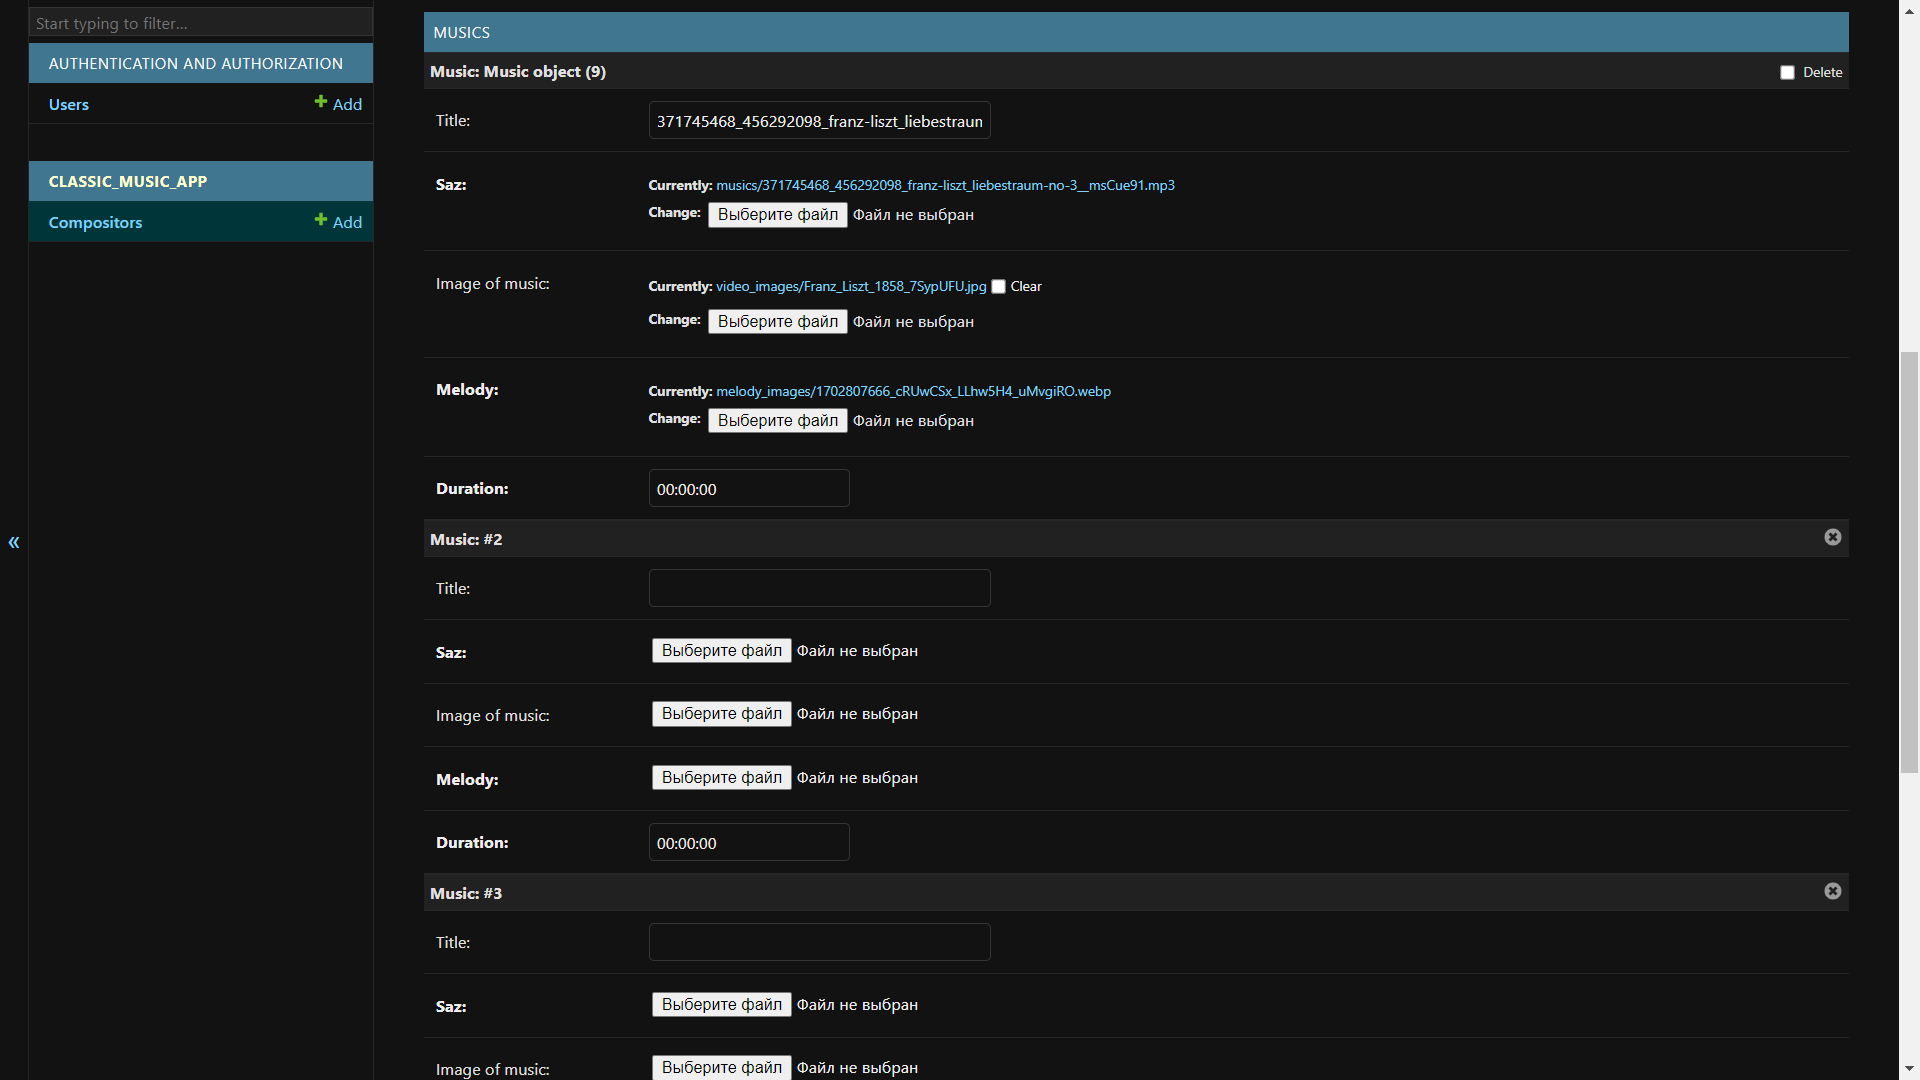 Start typing to filter...
AUTHENTICATION AND AUTHORIZATION
Users
Add
CLASSIC_MUSIC_APP
Compositors
Add
«
MUSICS
Music: Music object (9)
Delete
Title:
371745468_456292098_franz-liszt_liebestraum
Saz:
Currently: musics/371745468_456292098_franz-liszt_liebestraum-no-3__msCue91.mp3
Change: Выберите файл Файл не выбран
Image of music:
Currently: video_images/Franz_Liszt_1858_7SypUFU.jpg Clear
Change: Выберите файл Файл не выбран
Melody:
Currently: melody_images/1702807666_cRUwCSx_LLhw5H4_uMvgiRO.webp
Change: Выберите файл Файл не выбран
Duration:
00:00:00
Music: #2
Title:
Saz:
Выберите файл Файл не выбран
Image of music:
Выберите файл Файл не выбран
Melody:
Выберите файл Файл не выбран
Duration:
00:00:00
Music: #3
Title:
Saz:
Выберите файл Файл не выбран
Image of music:
Выберите файл Файл не выбран